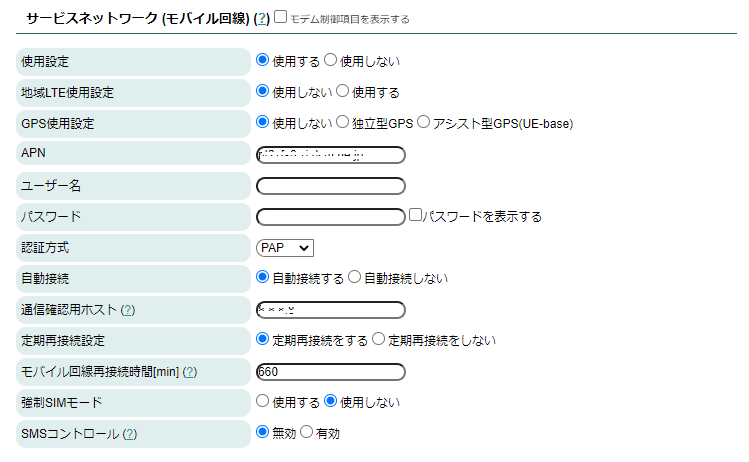 サービスネットワーク (モバイル回線) (?) モデム制御項目を表示する
使用設定 使用する 使用しない
地域LTE使用設定 使用しない 使用する
GPS使用設定 使用しない 独立型GPS アシスト型GPS(UE-base)
APN
ユーザー名
パスワード パスワードを表示する
認証方式 PAP
自動接続 自動接続する 自動接続しない
通信確認用ホスト (?)
定期再接続設定 定期再接続をする 定期再接続をしない
モバイル回線再接続時間[min] (?) 660
強制SIMモード 使用する 使用しない
SMSコントロール (?) 無効 有効